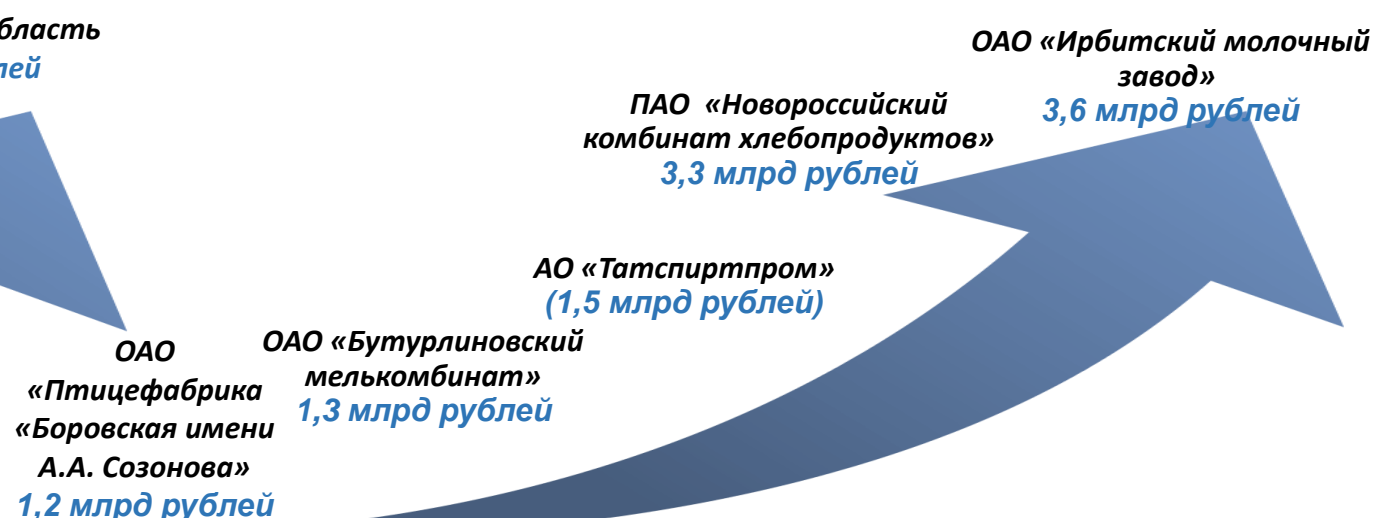 бласть
лей
ОАО «Ирбитский молочный
завод»
3,6 млрд рублей
ПАО «Новороссийский
комбинат хлебопродуктов»
3,3 млрд рублей
АО «Татспиртпром»
(1,5 млрд рублей)
ОАО «Бутурлиновский
мелькомбинат»
1,3 млрд рублей
ОАО
«Птицефабрика
«Боровская имени
А.А. Созонова»
1,2 млрд рублей